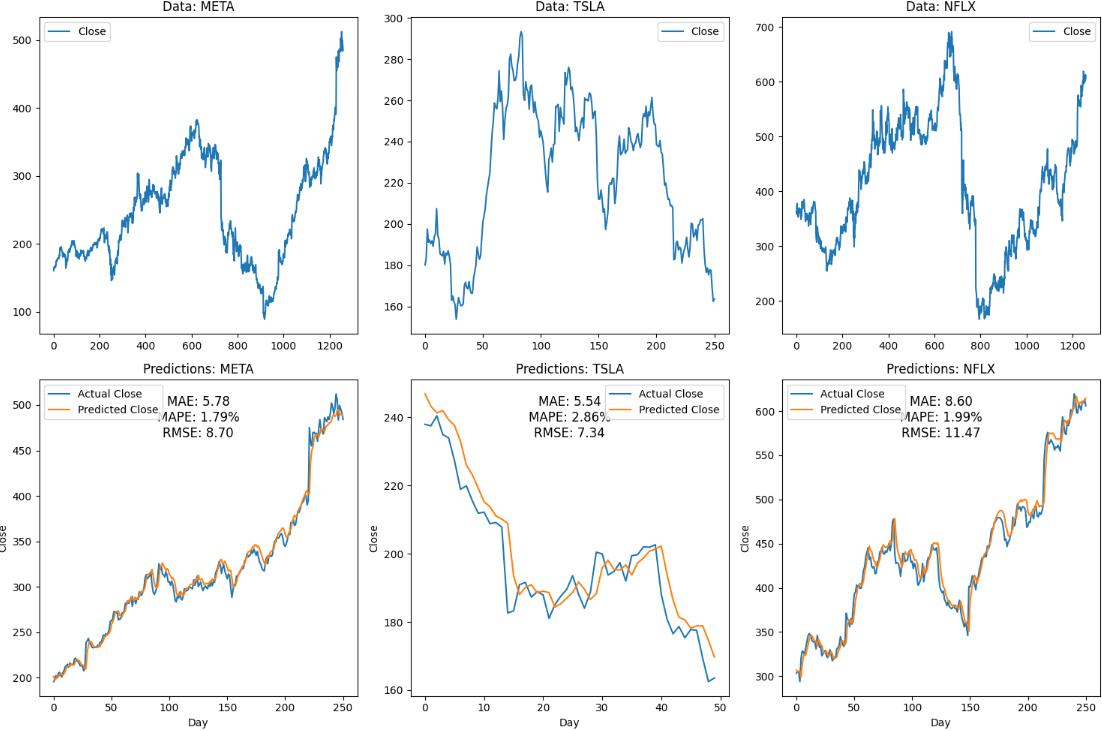 Data: META
Close
500
400
300
200
100
0 200 400 600 800 1000 1200
Data: TSLA
Close
300
280
260
240
220
200
180
160
0 50 100 150 200 250
Data: NFLX
Close
700
600
500
400
300
200
0 200 400 600 800 1000 1200
Predictions: META
Actual Close
Predicted Close
MAE: 5.78
MAPE: 1.79%
RMSE: 8.70
Close
500
450
400
350
300
250
200
0 50 100 150 200 250
Day
Predictions: TSLA
Actual Close
Predicted Close
MAE: 5.54
MAPE: 2.86%
RMSE: 7.34
Close
240
220
200
180
160
0 10 20 30 40 50
Day
Predictions: NFLX
Actual Close
Predicted Close
MAE: 8.60
MAPE: 1.99%
RMSE: 11.47
Close
600
550
500
450
400
350
300
0 50 100 150 200 250
Day